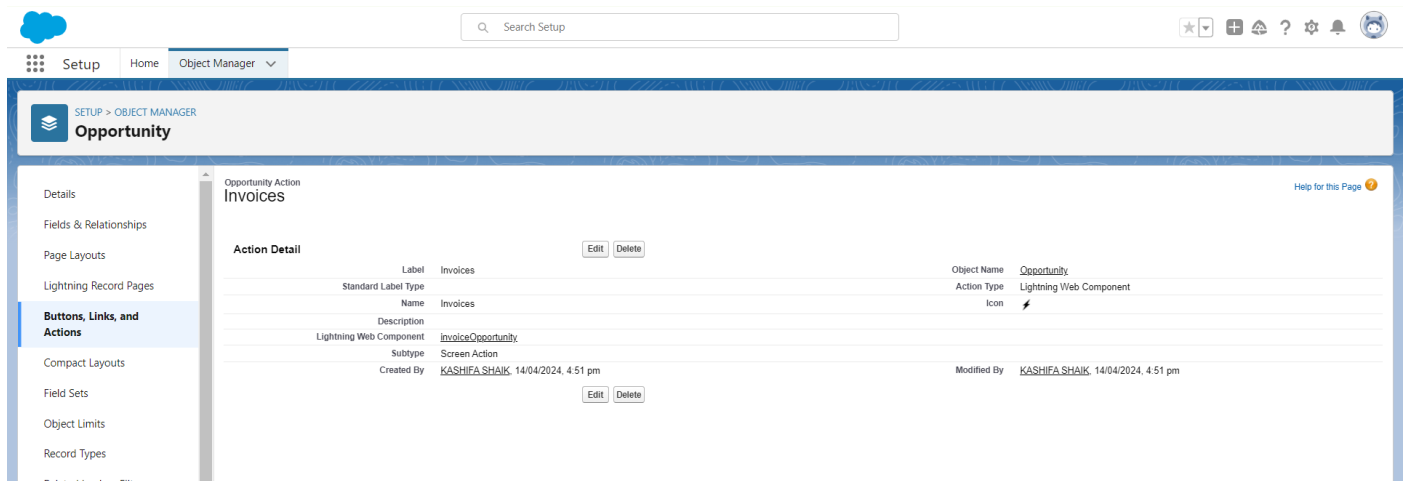 Search Setup
Setup
Home
Object Manager
SETUP > OBJECT MANAGER
Opportunity
Details
Fields & Relationships
Page Layouts
Lightning Record Pages
Buttons, Links, and
Actions
Compact Layouts
Field Sets
Object Limits
Record Types
Opportunity Action
Invoices
Help for this Page ?
Action Detail
Edit Delete
Label Invoices
Object Name Opportunity
Standard Label Type
Action Type Lightning Web Component
Name Invoices
Icon
Description
Lightning Web Component invoiceOpportunity
Subtype Screen Action
Created By KASHIFA SHAIK, 14/04/2024, 4:51 pm
Modified By KASHIFA SHAIK, 14/04/2024, 4:51 pm
Edit Delete